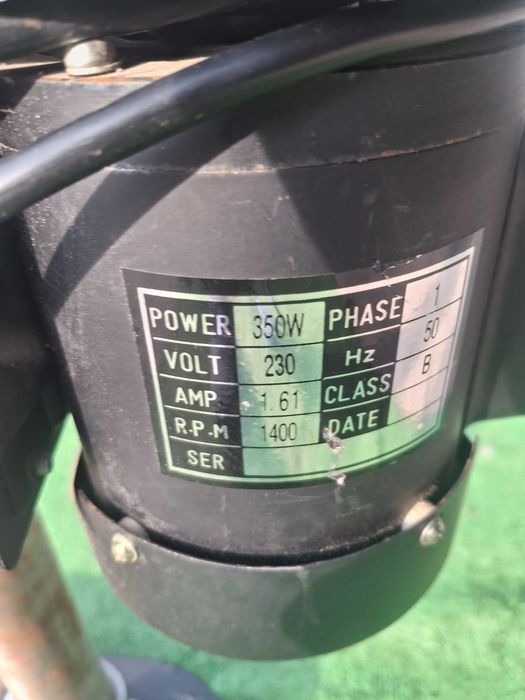 POWER 350W PHASE 1
VOLT 230 Hz 50
AMP 1.61 CLASS B
R.P.M 1400 DATE
SER